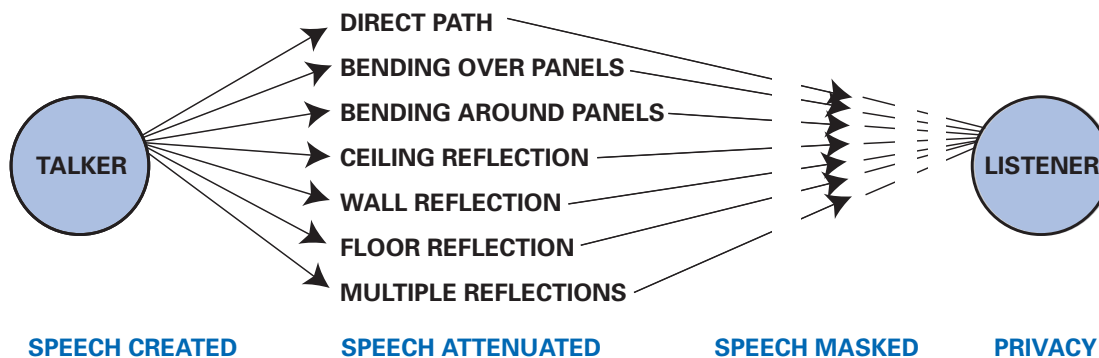 DIRECT PATH
BENDING OVER PANELS
BENDING AROUND PANELS
TALKER
CEILING REFLECTION
LISTENER
WALL REFLECTION
FLOOR REFLECTION
MULTIPLE REFLECTIONS
SPEECH CREATED
SPEECH ATTENUATED
SPEECH MASKED
PRIVACY